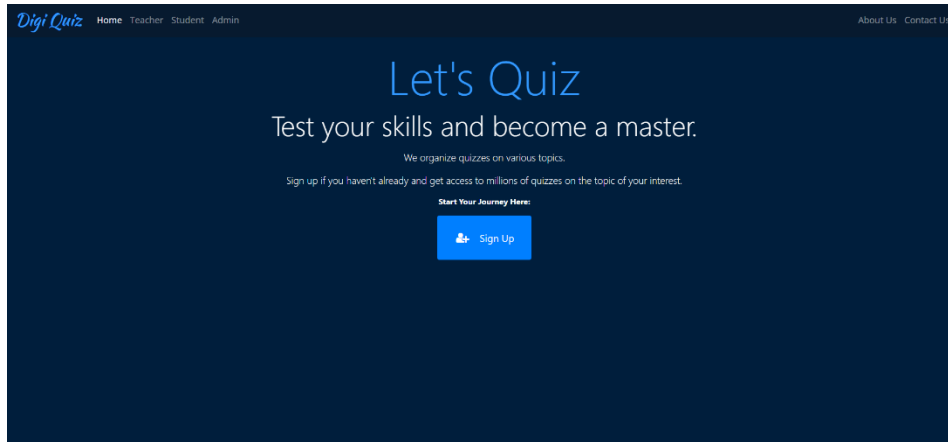 Digi Quiz Home Teacher Student Admin About Us Contact Us
Let's Quiz
Test your skills and become a master.
We organize quizzes on various topics.
Sign up if you haven't already and get access to millions of quizzes on the topic of your interest.
Start Your Journey Here:
Sign Up